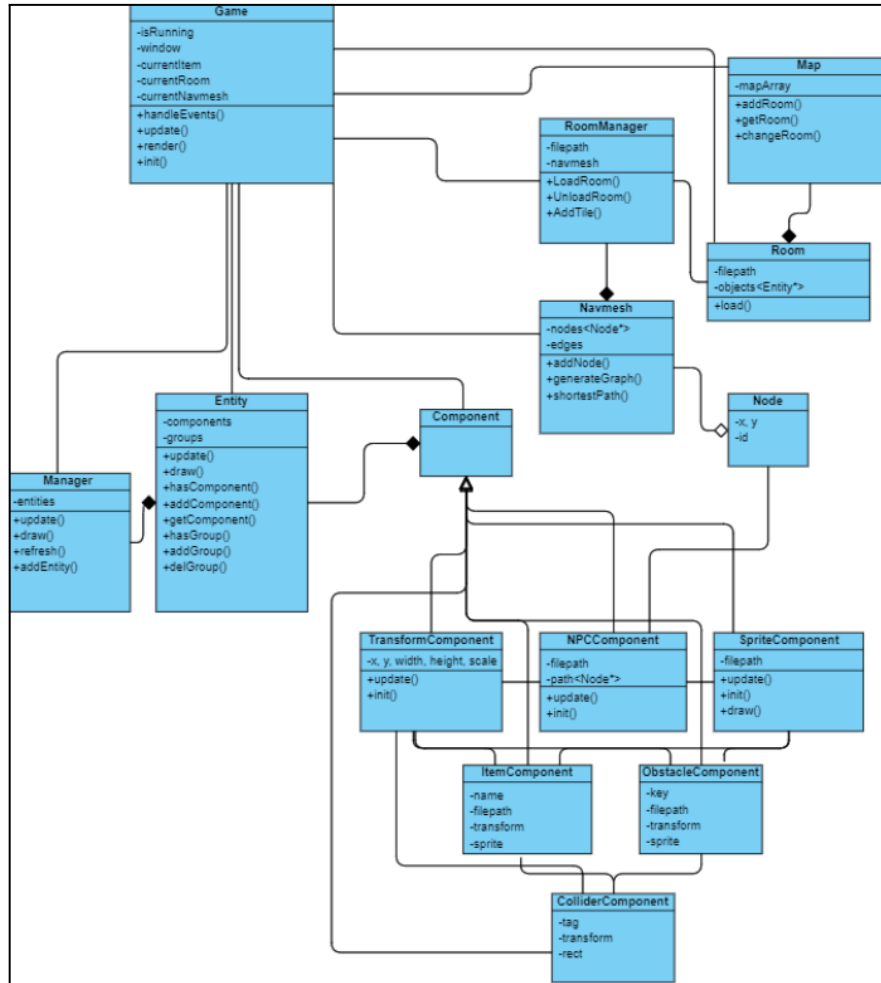 Game
-isRunning
-window
-currentItem
-currentRoom
-currentNavmesh
+handleEvents()
+update()
+render()
+init()
Map
-mapArray
+addRoom()
+getRoom()
+changeRoom()
RoomManager
-filepath
-navmesh
+LoadRoom()
+UnloadRoom()
+AddTile()
Room
-filepath
-objects<Entity*>
+load()
Navmesh
-nodes<Node*>
-edges
+addNode()
+generateGraph()
+shortestPath()
Node
-x, y
-id
Entity
-components
-groups
+update()
+draw()
+hasComponent()
+addComponent()
+getComponent()
+hasGroup()
+addGroup()
+delGroup()
Component
Manager
-entities
+update()
+draw()
+refresh()
+addEntity()
TransformComponent
-x, y, width, height, scale
+update()
+init()
NPCComponent
-filepath
-path<Node*>
+update()
+init()
SpriteComponent
-filepath
+update()
+init()
+draw()
ItemComponent
-name
-filepath
-transform
-sprite
ObstacleComponent
-key
-filepath
-transform
-sprite
ColliderComponent
-tag
-transform
-rect